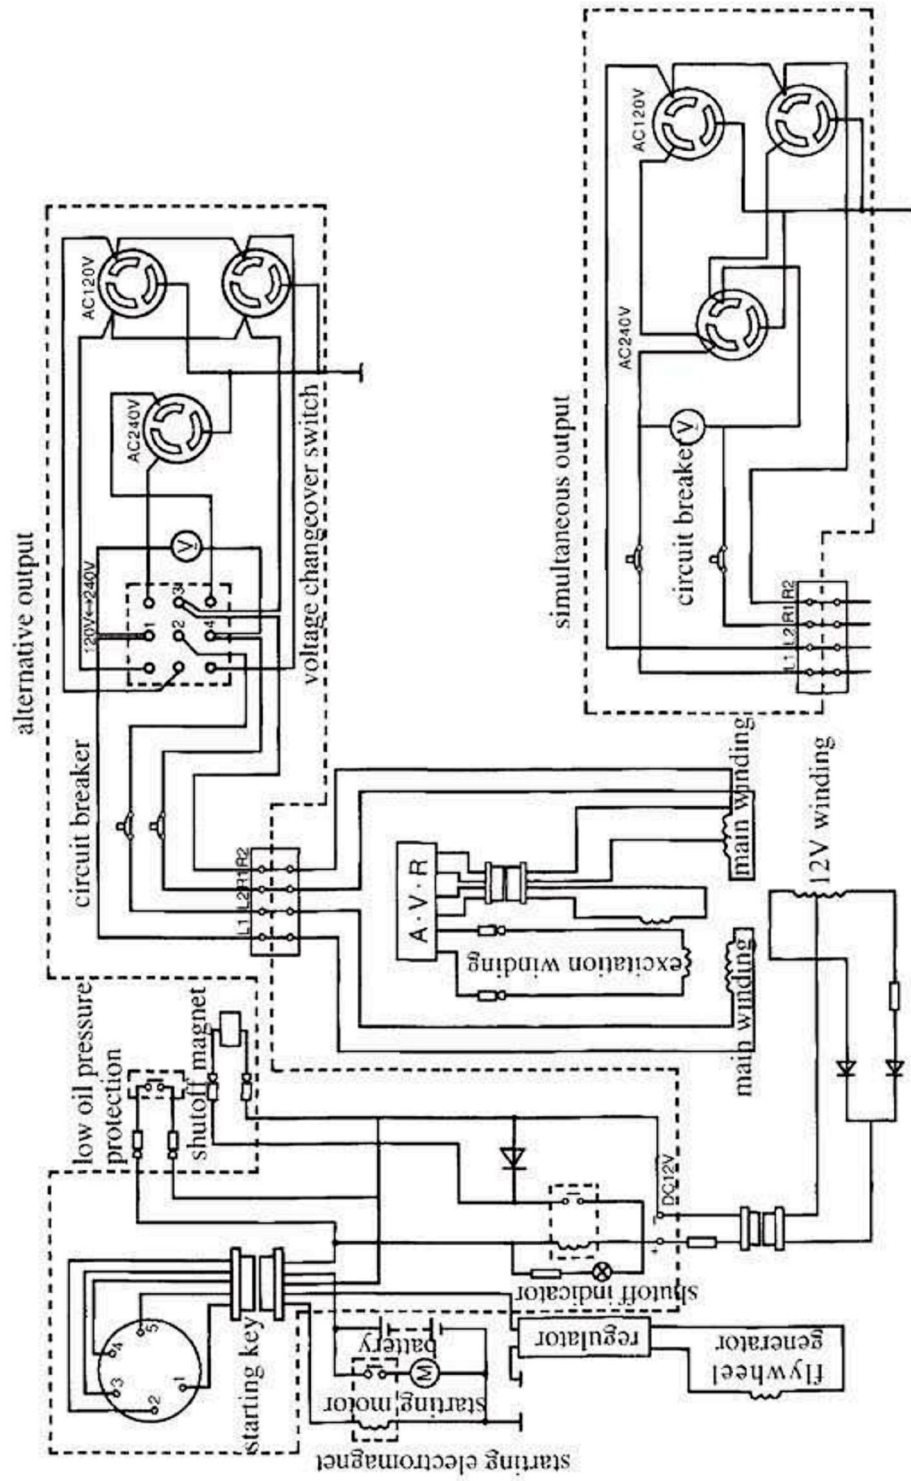 alternative output
AC120V
AC240V
120V↔240V
1
2
3
4
V
voltage changeover switch
circuit breaker
L1 L2 R1 R2
simultaneous output
AC120V
AC240V
V
circuit breaker
L1 L2 R1 R2
low oil pressure
protection
shutoff magnet
A·V·R
excitation winding
main winding
main winding
12V winding
DC12V
+
−
shutoff indicator
1
2
3
4
5
starting key
battery
M
starting
motor
starting electromagnet
regulator
flywheel
generator